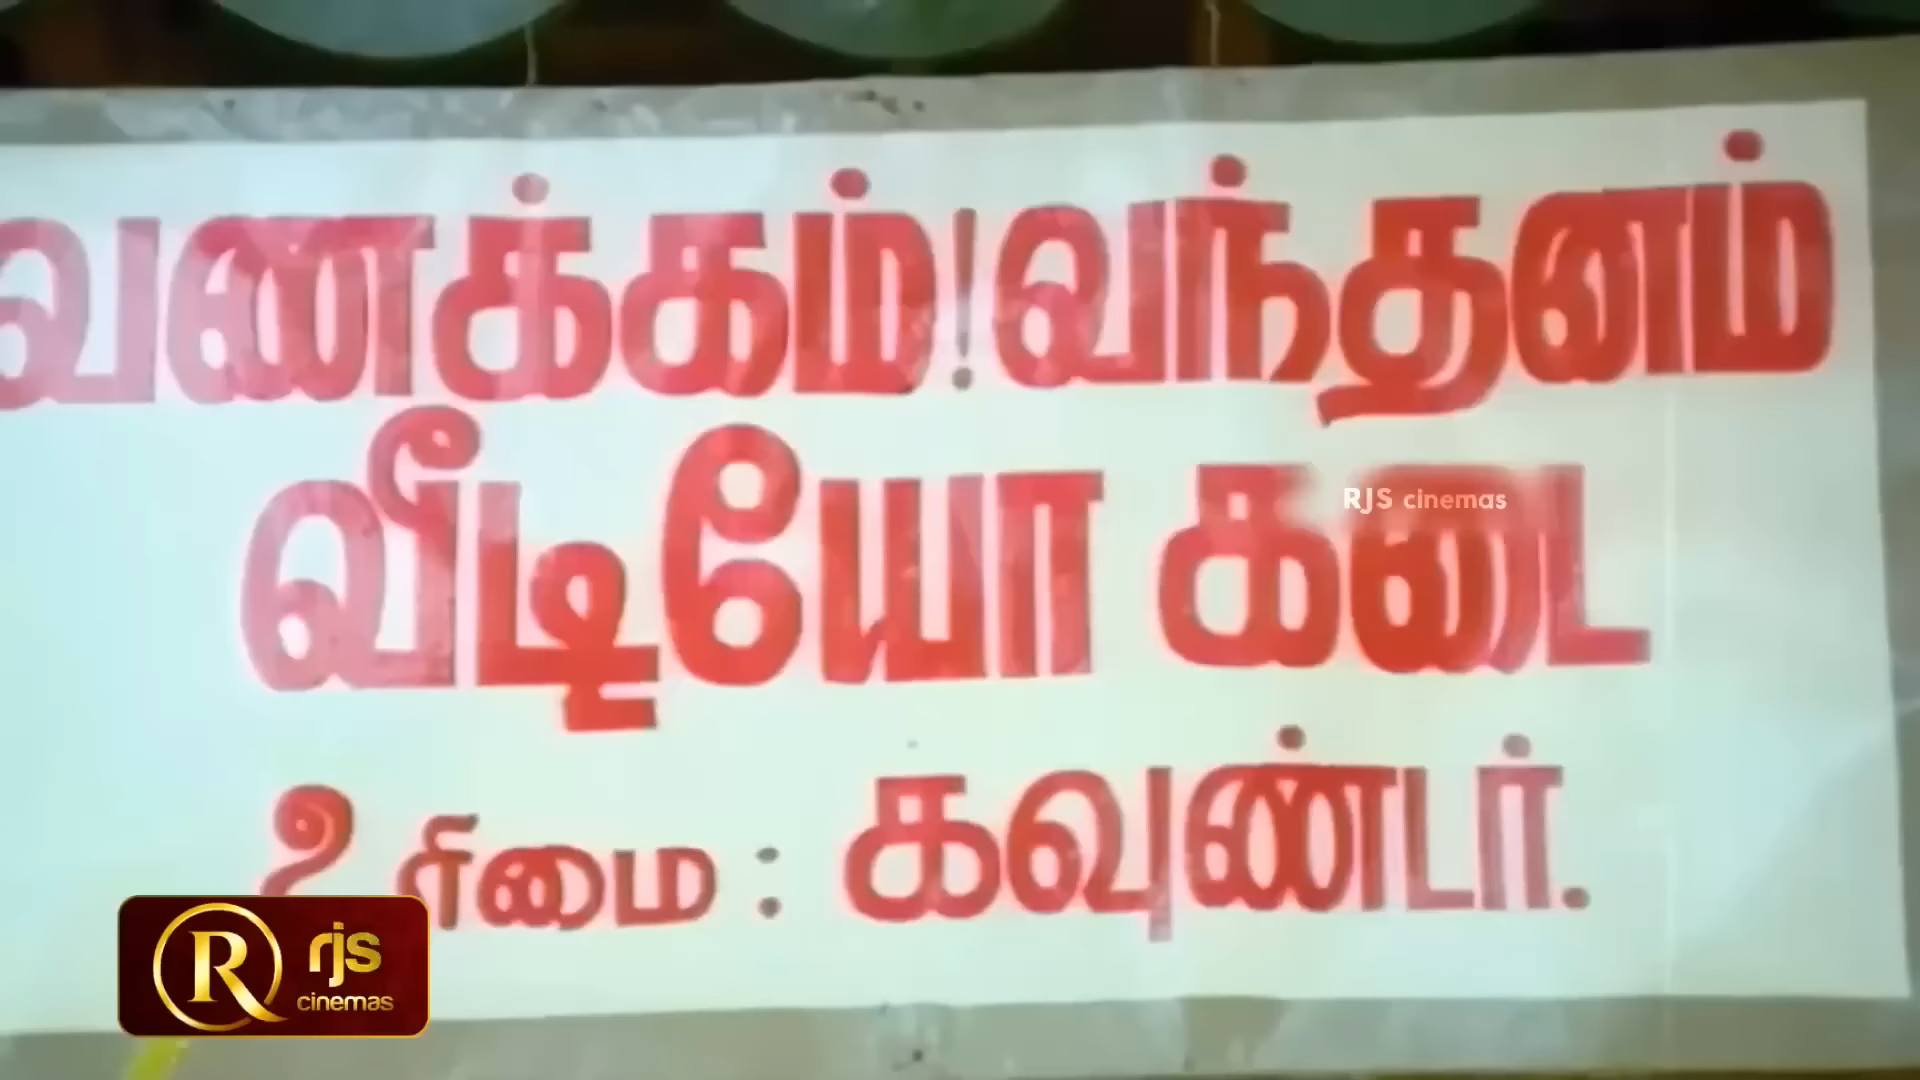 வணக்கம்!வந்தனம்
வீடியோ கடை
RJS cinemas
உரிமை : கவுண்டர்.
R rjs cinemas